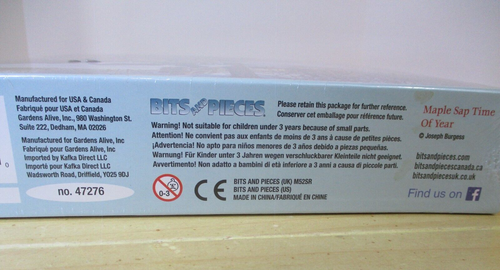 Manufactured for USA & Canada
Fabriqué pour USA et Canada
Gardens Alive, Inc., 980 Washington St.
Suite 222, Dedham, MA 02026
Manufactured for Gardens Alive Inc
Fabriqué pour Gardens Alive, Inc
Imported by Kafka Direct LLC
Importé pour Kafka Direct LLC
Wadsworth Road, Driffield, YO25 9DJ
no. 47276
BITS AND PIECES
Please retain this package for further reference.
Conserver cet emballage pour référence future.
Warning! Not suitable for children under 3 years because of small parts.
Attention! Ne convient pas aux enfants de moins de 3 ans à cause de petites pièces.
¡Advertencia! No apto para niños menores de 3 años debido a piezas pequeñas.
Warnung! Für Kinder unter 3 Jahren wegen verschluckbarer Kleinteile nicht geeignet.
Avvertimento! Non adatto a bambini di età inferiore a 3 anni a causa di piccole parti.
0-3
CE
BITS AND PIECES (UK) M52SR
BITS AND PIECES (US)
MADE IN CHINA/FABRIQUÉ EN CHINE
Maple Sap Time
Of Year
© Joseph Burgess
bitsandpieces.com
bitsandpiecescanada.ca
bitsandpiecesuk.co.uk
Find us on f